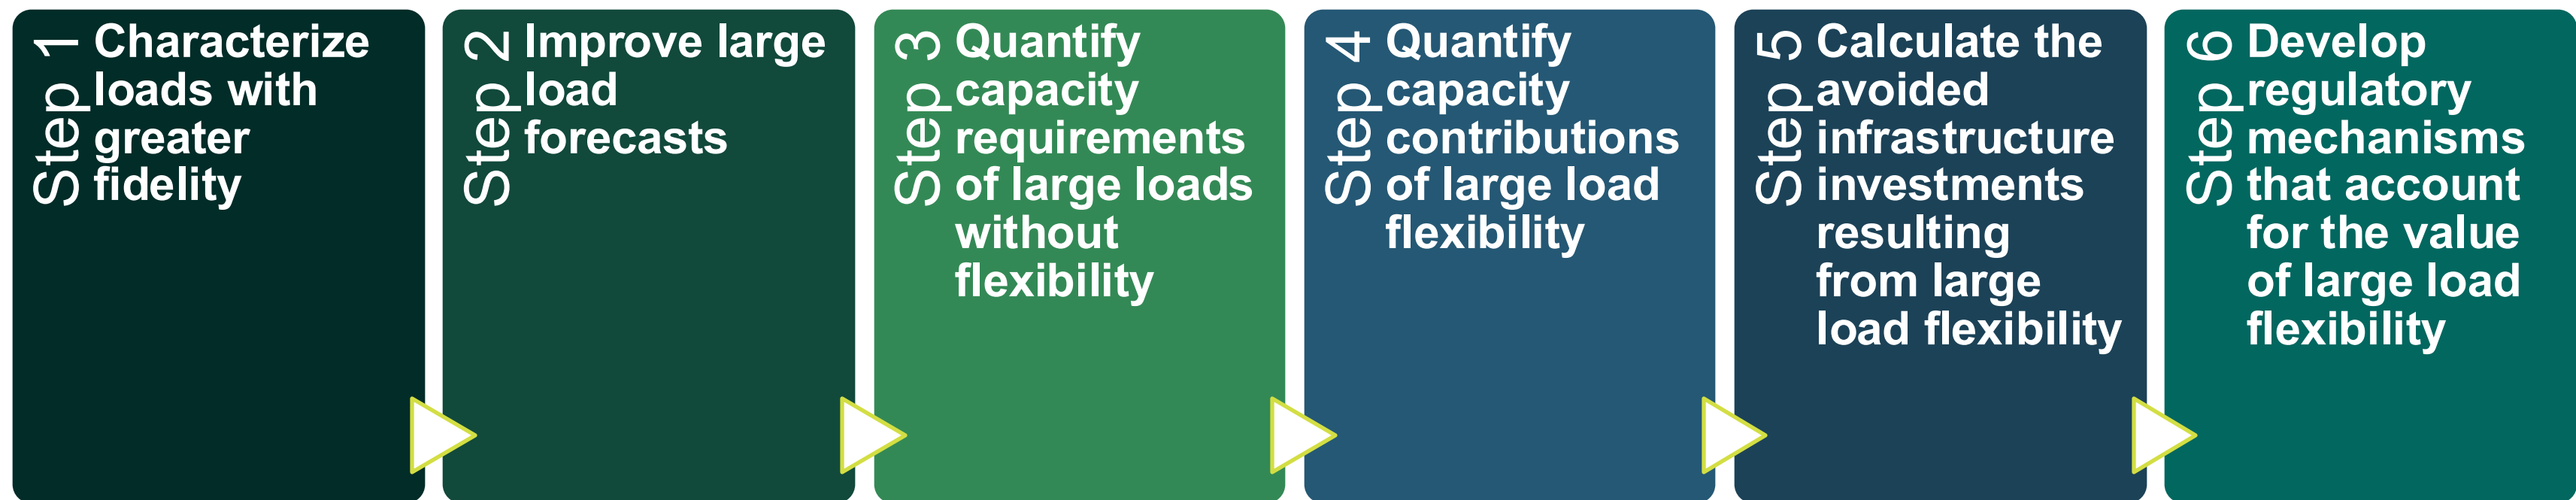 Step 1
Characterize
loads with
greater
fidelity
Step 2
Improve large
load
forecasts
Step 3
Quantify
capacity
requirements
of large loads
without
flexibility
Step 4
Quantify
capacity
contributions
of large load
flexibility
Step 5
Calculate the
avoided
infrastructure
investments
resulting
from large
load flexibility
Step 6
Develop
regulatory
mechanisms
that account
for the value
of large load
flexibility